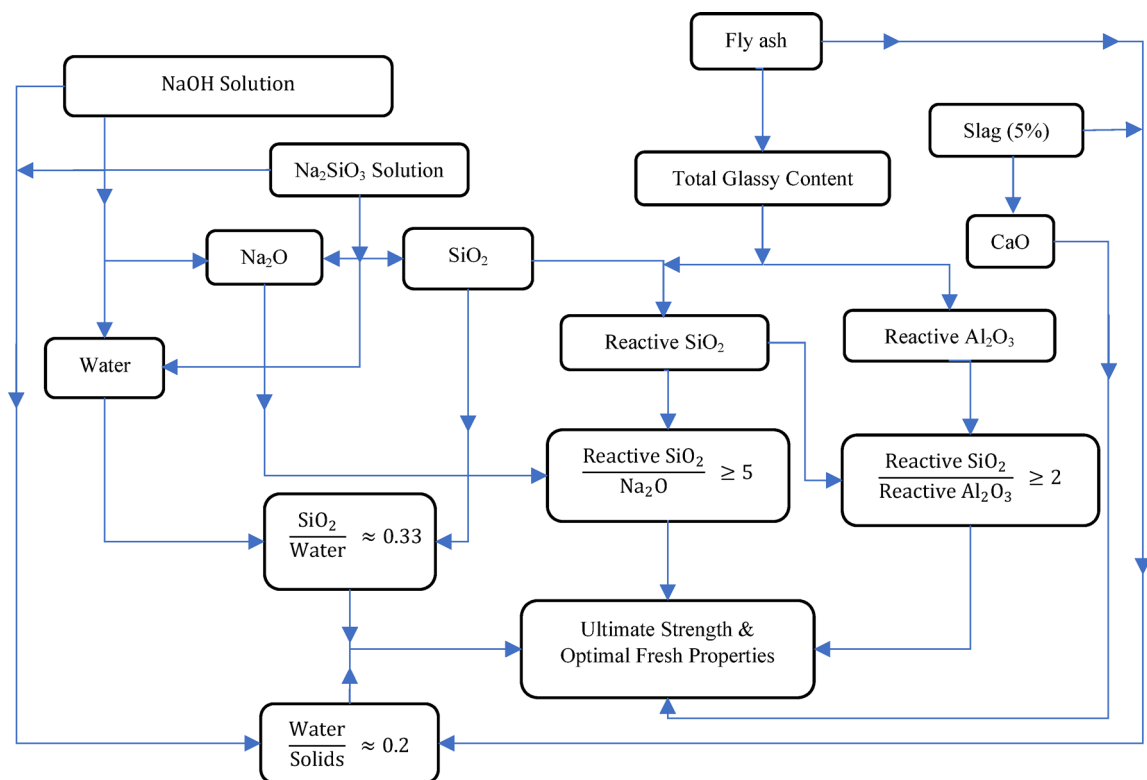 Fly ash
NaOH Solution
Slag (5%)
Na₂SiO₃ Solution
Total Glassy Content
Na₂O
SiO₂
CaO
Water
Reactive SiO₂
Reactive Al₂O₃
Reactive SiO₂
Na₂O
≥ 5
Reactive SiO₂
Reactive Al₂O₃
≥ 2
SiO₂
Water
≈ 0.33
Ultimate Strength &
Optimal Fresh Properties
Water
Solids
≈ 0.2